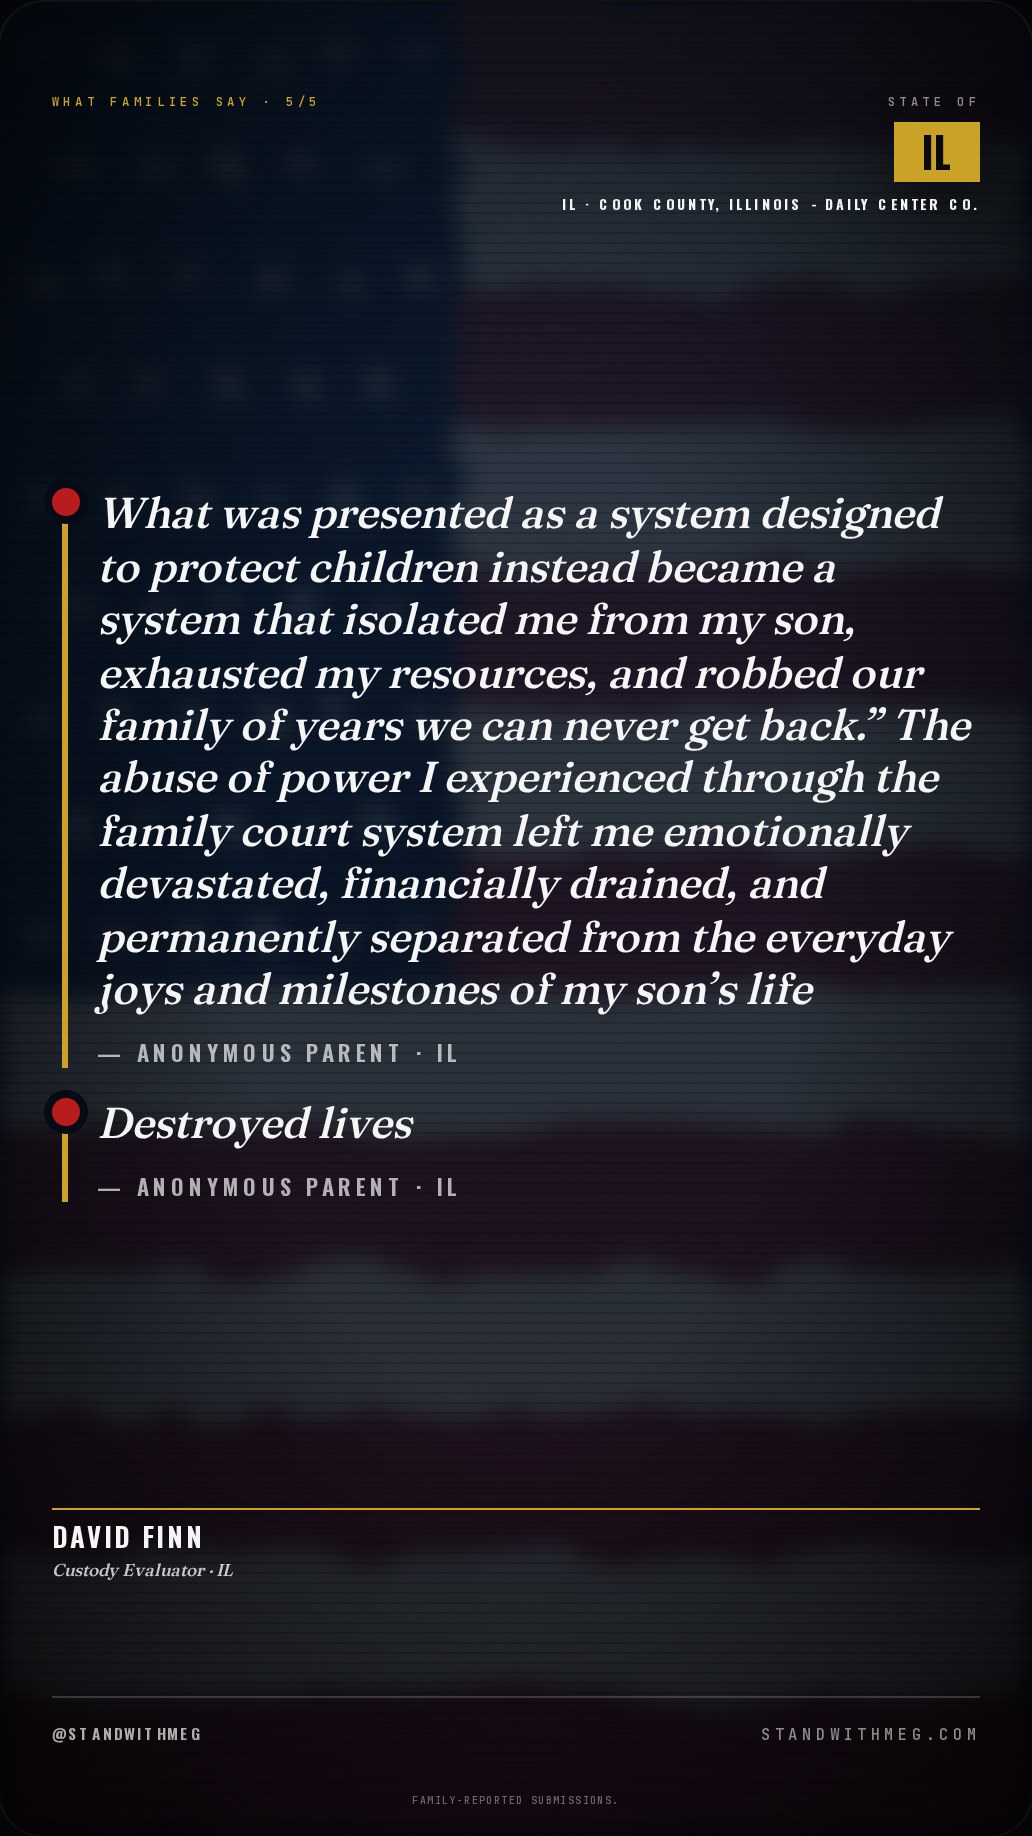 WHAT FAMILIES SAY · 5/5
STATE OF
IL
IL · COOK COUNTY, ILLINOIS - DAILY CENTER CO.
What was presented as a system designed
to protect children instead became a
system that isolated me from my son,
exhausted my resources, and robbed our
family of years we can never get back.” The
abuse of power I experienced through the
family court system left me emotionally
devastated, financially drained, and
permanently separated from the everyday
joys and milestones of my son’s life
— ANONYMOUS PARENT · IL
Destroyed lives
— ANONYMOUS PARENT · IL
DAVID FINN
Custody Evaluator · IL
@STANDWITHMEG
STANDWITHMEG.COM
FAMILY-REPORTED SUBMISSIONS.